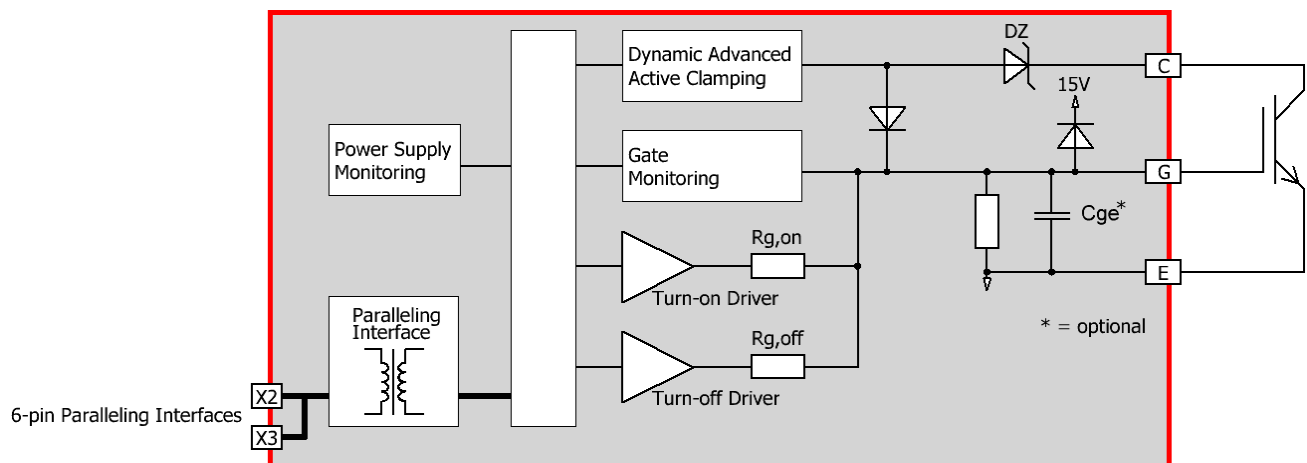 DZ
Dynamic Advanced
Active Clamping
C
15V
Power Supply
Monitoring
Gate
Monitoring
G
Cge*
Rg,on
E
Turn-on Driver
Paralleling
Interface
* = optional
Rg,off
X2
Turn-off Driver
6-pin Paralleling Interfaces
X3